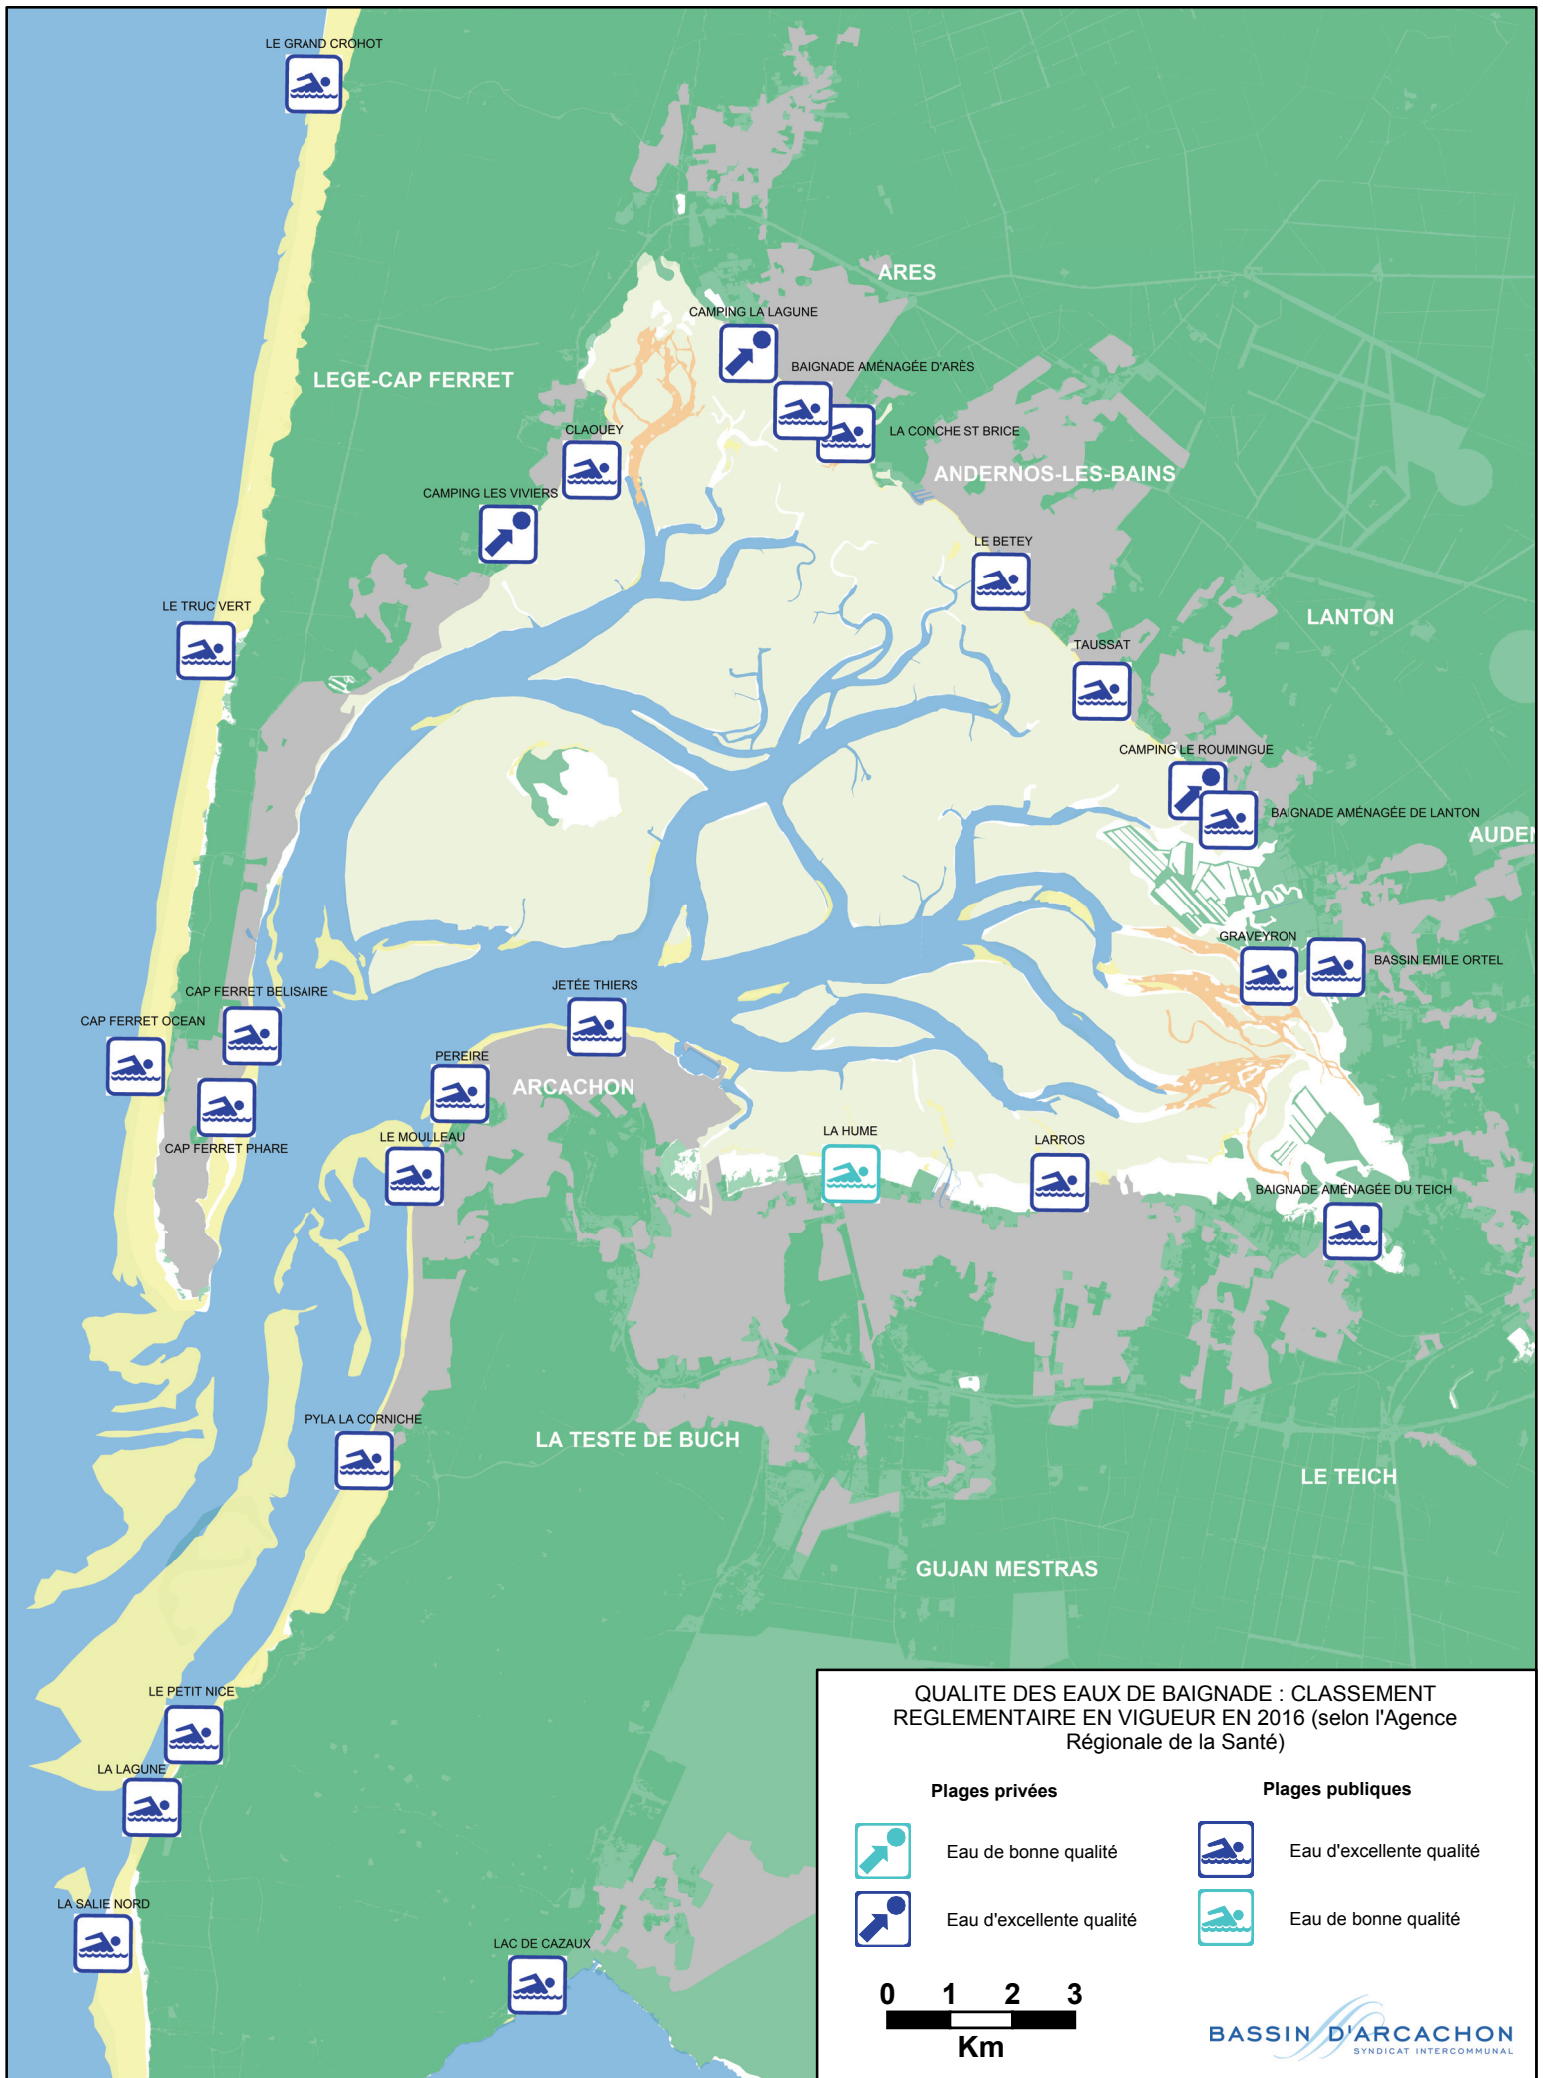 LE GRAND CROHOT
ARES
CAMPING LA LAGUNE
BAIGNADE AMÉNAGÉE D'ARÈS
LEGE-CAP FERRET
CLAOUEY
LA CONCHE ST BRICE
ANDERNOS-LES-BAINS
CAMPING LES VIVIERS
LE BETEY
LE TRUC VERT
LANTON
TAUSSAT
CAMPING LE ROUMINGUE
BAIGNADE AMÉNAGÉE DE LANTON
AUDEN
GRAVEYRON
BASSIN EMILE ORTEL
JETÉE THIERS
CAP FERRET BELISAIRE
CAP FERRET OCEAN
PEREIRE
ARCACHON
LE MOULLEAU
LA HUME
LARROS
CAP FERRET PHARE
BAIGNADE AMÉNAGÉE DU TEICH
PYLA LA CORNICHE
LA TESTE DE BUCH
LE TEICH
GUJAN MESTRAS
LE PETIT NICE
LA LAGUNE
LA SALIE NORD
LAC DE CAZAUX
QUALITE DES EAUX DE BAIGNADE : CLASSEMENT
REGLEMENTAIRE EN VIGUEUR EN 2016 (selon l'Agence
Régionale de la Santé)
Plages privées
Eau de bonne qualité
Eau d'excellente qualité
Plages publiques
Eau d'excellente qualité
Eau de bonne qualité
0 1 2 3
Km
BASSIN D'ARCACHON
SYNDICAT INTERCOMMUNAL